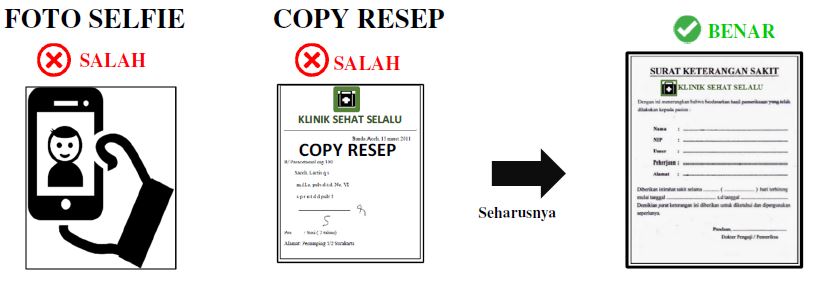 FOTO SELFIE
SALAH
COPY RESEP
SALAH
KLINIK SEHAT SELALU
Banda Aceh, 13 maret 2011
COPY RESEP
R/ Paracetamol mg 100
Sacch. Lactis q s
m.f.l.a. pulv.d.t.d. No. VI
s p r n t d d pulv I
Pro : Susi ( 2 tahun)
Alamat: Penumping 1/2 Surakarta
Seharusnya
BENAR
SURAT KETERANGAN SAKIT
KLINIK SEHAT SELALU
Dengan ini menerangkan bahwa berdasarkan hasil pemeriksaan yang telah
dilakukan kepada pasien :
Nama :
NIP :
Umur :
Pekerjaan :
Alamat :
Diberikan istirahat sakit selama ( ) hari terhitung
mulai tanggal s.d tanggal
Demikian surat keterangan ini diberikan untuk diketahui dan dipergunakan
seperlunya.
Dokter Penguji / Pemeriksa